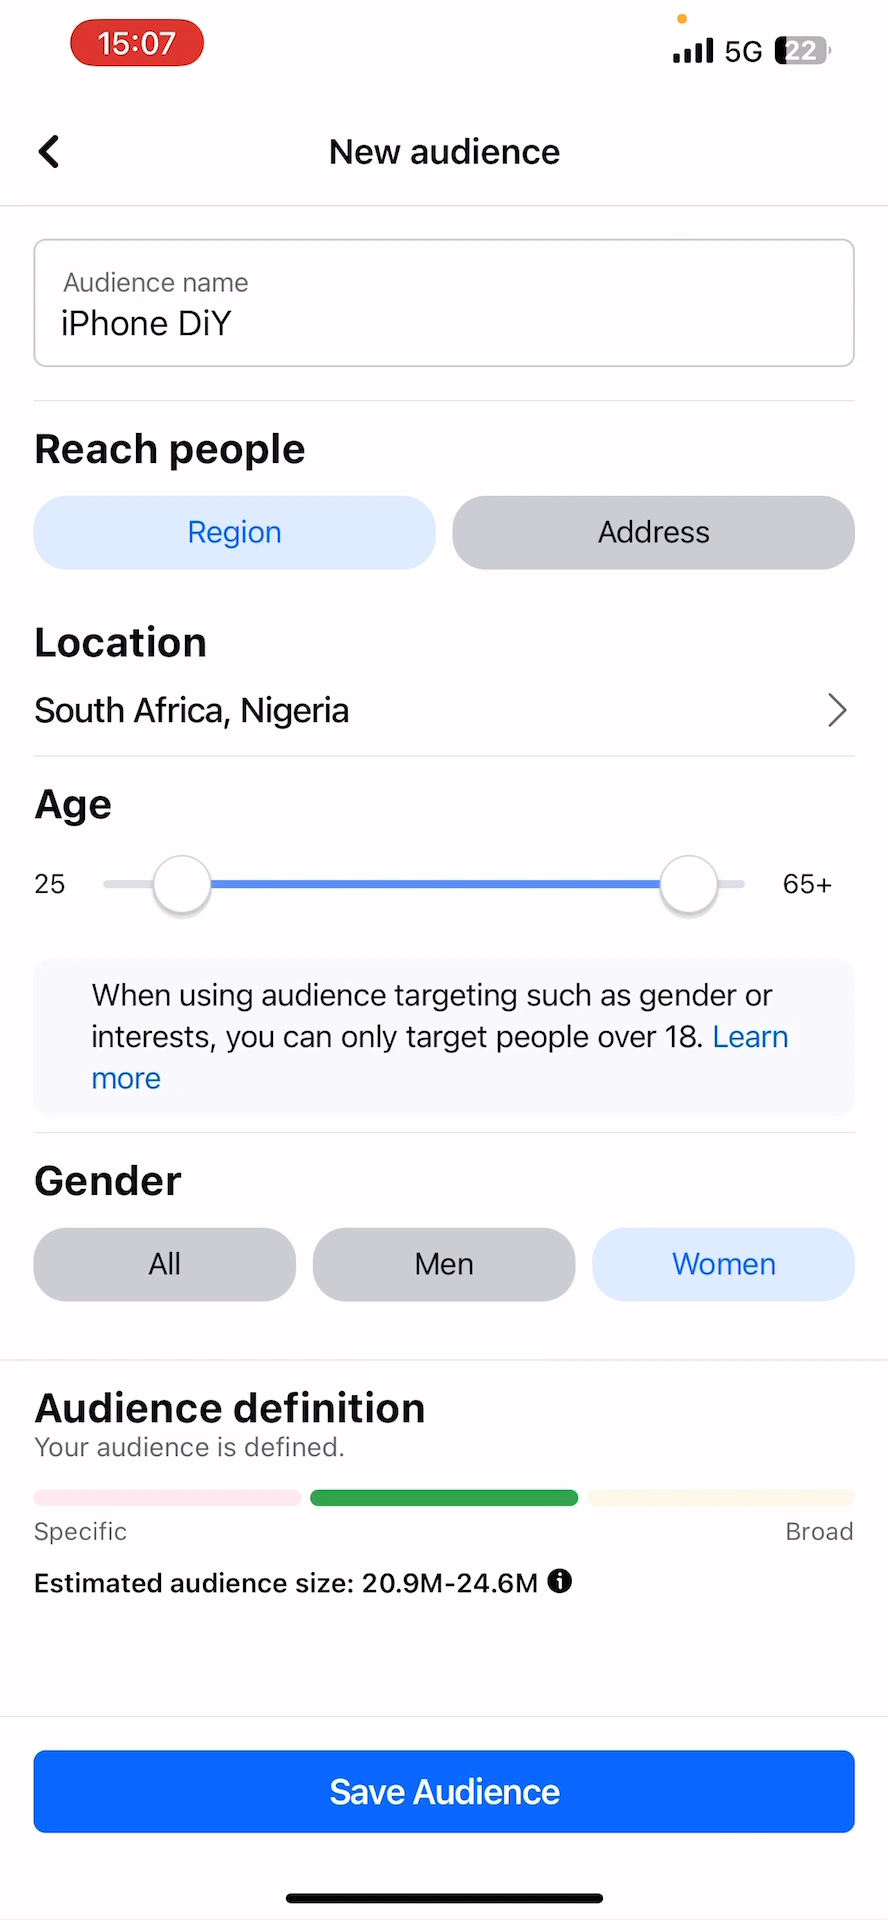 15:07
5G 22
New audience
Audience name
iPhone DiY
Reach people
Region
Address
Location
South Africa, Nigeria
Age
25
65+
When using audience targeting such as gender or
interests, you can only target people over 18. Learn
more
Gender
All
Men
Women
Audience definition
Your audience is defined.
Specific
Broad
Estimated audience size: 20.9M-24.6M
Save Audience